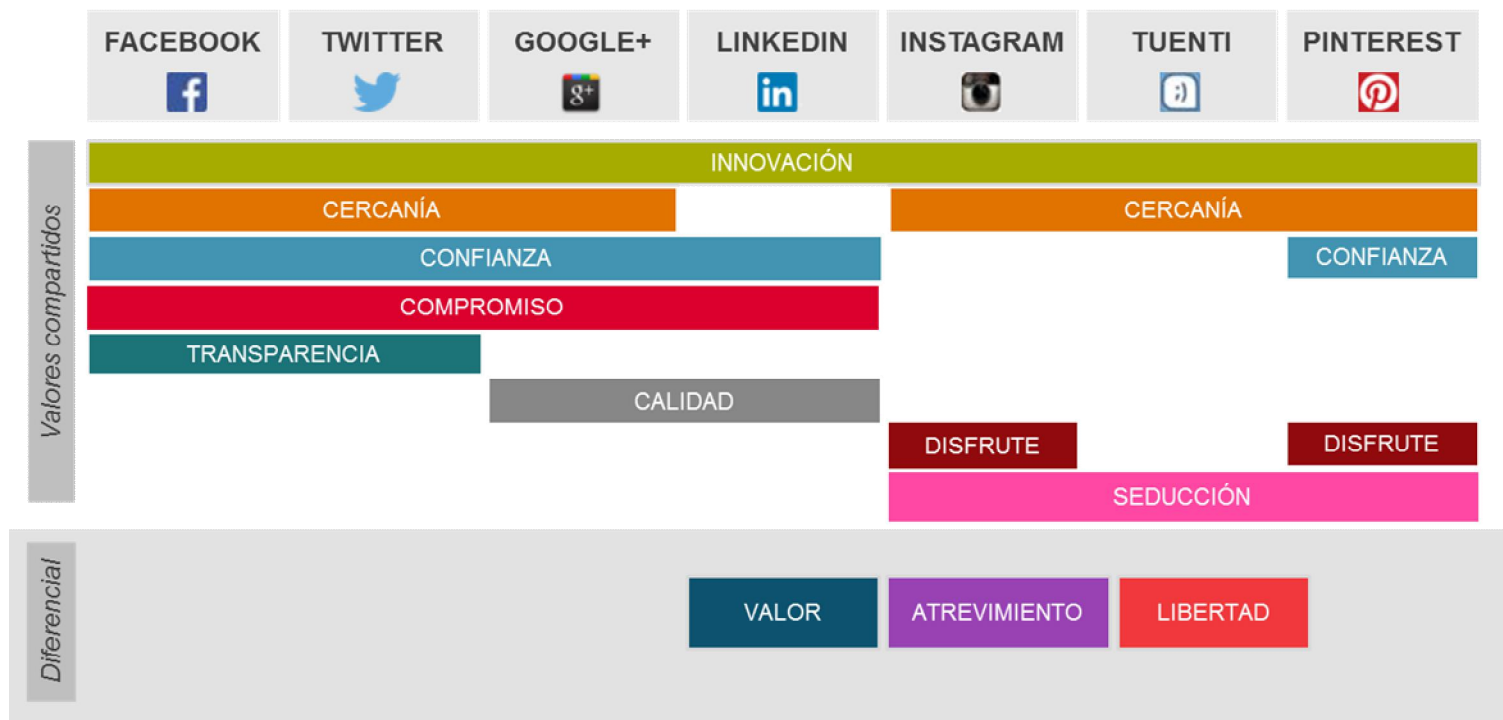 FACEBOOK
TWITTER
GOOGLE+
LINKEDIN
INSTAGRAM
TUENTI
PINTEREST
f
g+
in
;)
p
Valores compartidos
INNOVACIÓN
CERCANÍA
CERCANÍA
CONFIANZA
CONFIANZA
COMPROMISO
TRANSPARENCIA
CALIDAD
DISFRUTE
DISFRUTE
SEDUCCIÓN
Diferencial
VALOR
ATREVIMIENTO
LIBERTAD